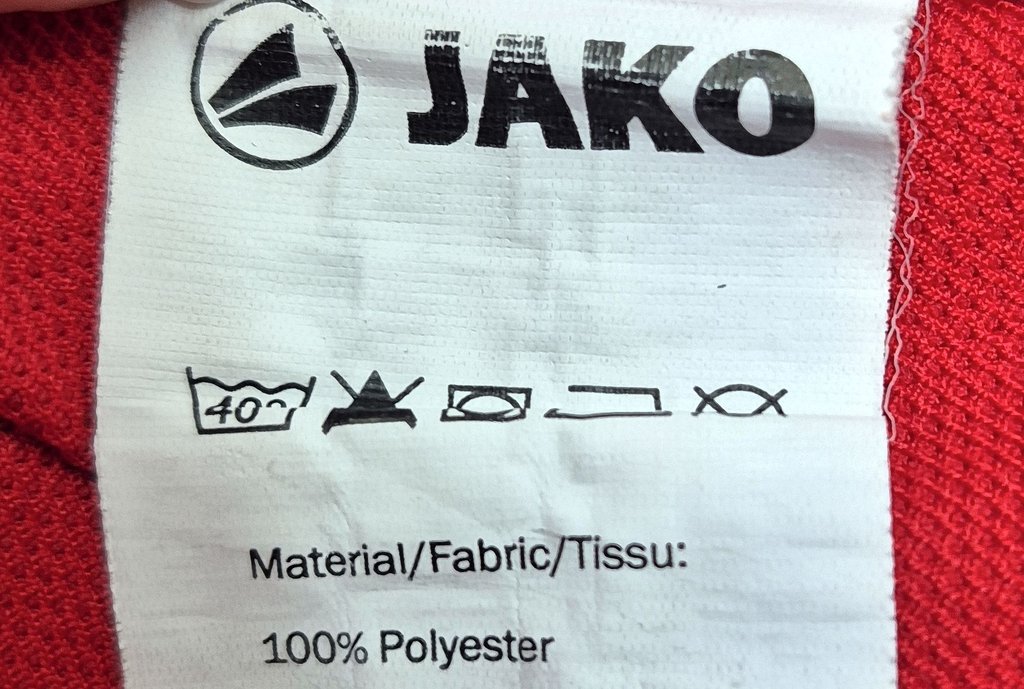 JAKO
40°
Material/Fabric/Tissu:
100% Polyester